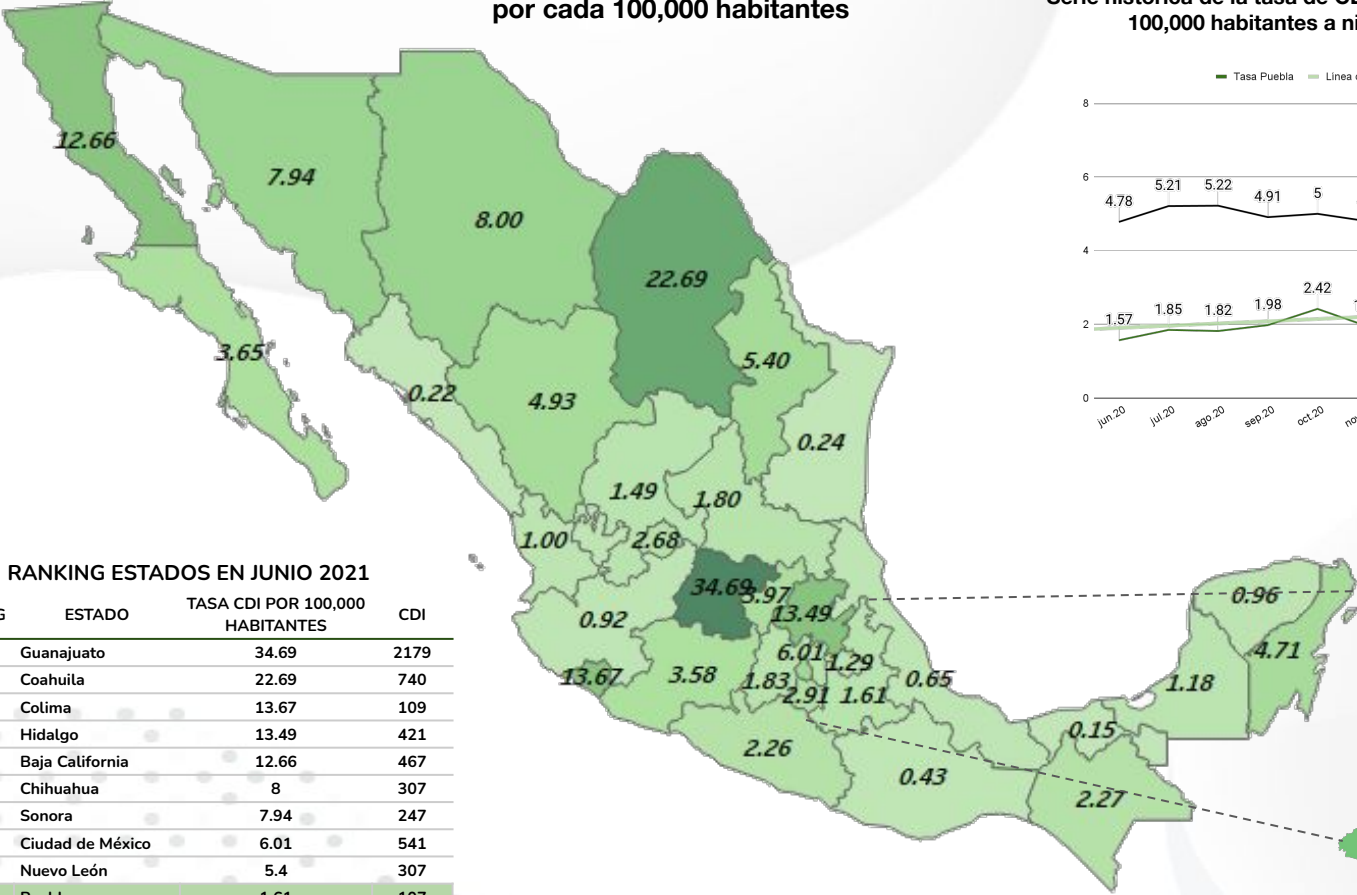 por cada 100,000 habitantes
100,000 habitantes a ni
Tasa Puebla
Linea
8
6
4
2
0
4.78
5.21
5.22
4.91
5
1.57
1.85
1.82
1.98
2.42
jun.20
jul.20
ago.20
sep.20
oct.20
12.66
7.94
8.00
22.69
3.65
0.22
4.93
5.40
0.24
1.49
1.80
1.00
2.68
34.69
3.97
13.49
0.92
6.01
1.29
13.67
3.58
1.83
2.91
1.61
0.65
2.26
0.43
0.15
2.27
1.18
0.96
4.71
RANKING ESTADOS EN JUNIO 2021
G ESTADO TASA CDI POR 100,000 HABITANTES CDI
Guanajuato 34.69 2179
Coahuila 22.69 740
Colima 13.67 109
Hidalgo 13.49 421
Baja California 12.66 467
Chihuahua 8 307
Sonora 7.94 247
Ciudad de México 6.01 541
Nuevo León 5.4 307
Puebla 1.61 107